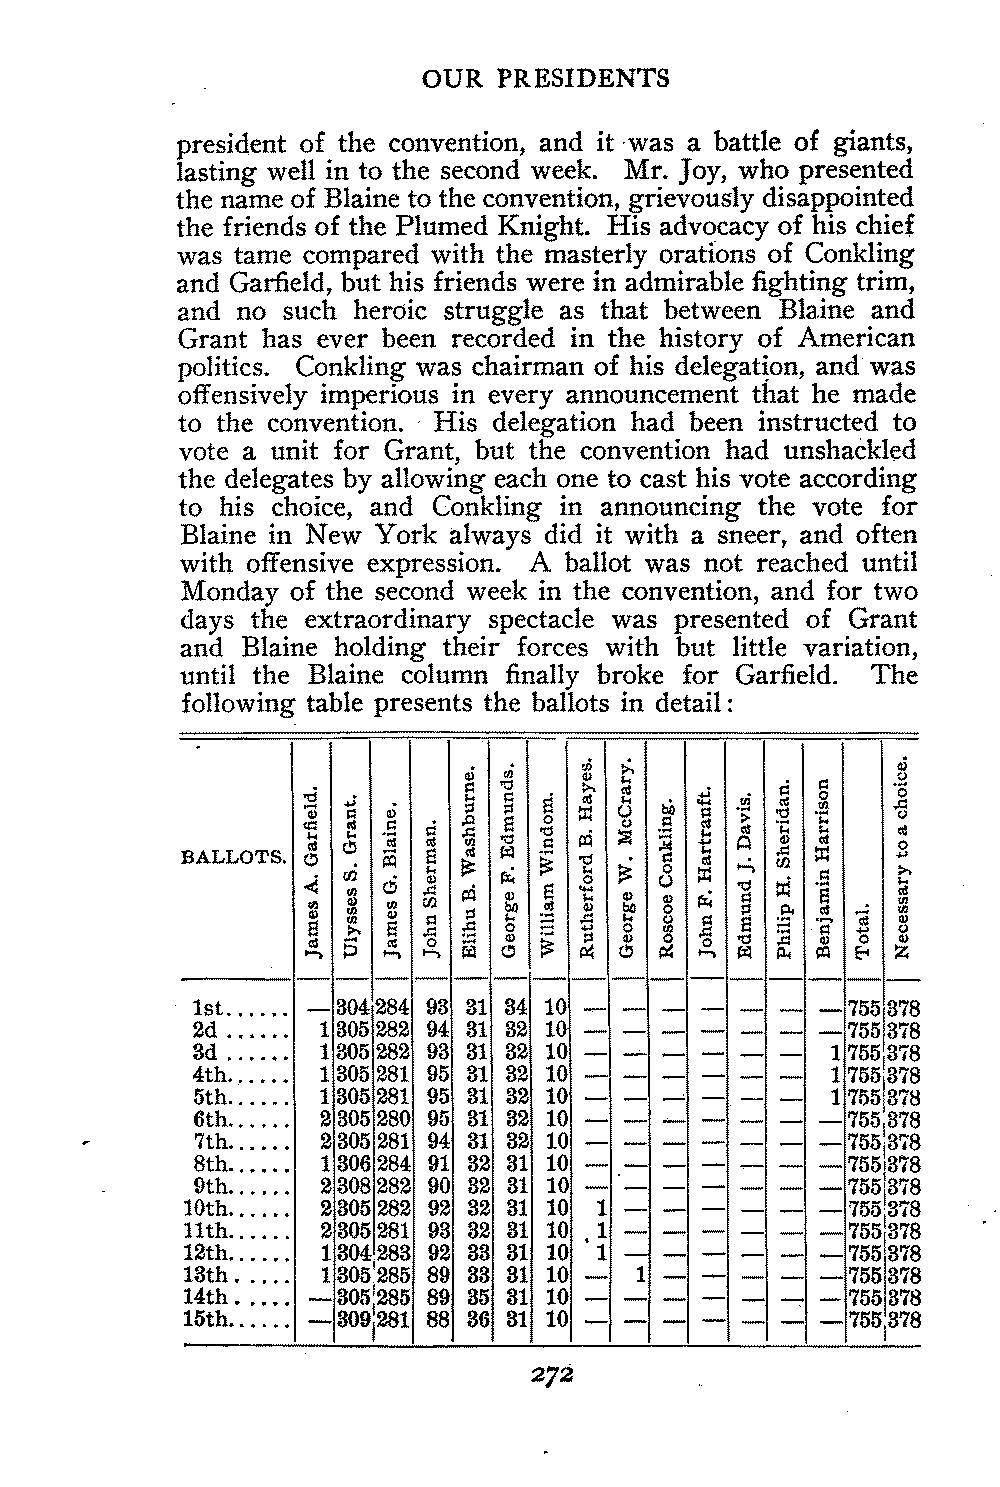 OUR PRESIDENTS
president of the convention, and it was a battle of giants,
lasting well in to the second week. Mr. Joy, who presented
the name of Blaine to the convention, grievously disappointed
the friends of the Plumed Knight. His advocacy of his chief
was tame compared with the masterly orations of Conkling
and Garfield, but his friends were in admirable fighting trim,
and no such heroic struggle as that between Blaine and
Grant has ever been recorded in the history of American
politics. Conkling was chairman of his delegation, and was
offensively imperious in every announcement that he made
to the convention. His delegation had been instructed to
vote a unit for Grant, but the convention had unshackled
the delegates by allowing each one to cast his vote according
to his choice, and Conkling in announcing the vote for
Blaine in New York always did it with a sneer, and often
with offensive expression. A ballot was not reached until
Monday of the second week in the convention, and for two
days the extraordinary spectacle was presented of Grant
and Blaine holding their forces with but little variation,
until the Blaine column finally broke for Garfield. The
following table presents the ballots in detail:
BALLOTS. James A. Garfield. Ulysses S. Grant. James G. Blaine. John Sherman. Elihu B. Washburne. George F. Edmunds. William Windom. Rutherford B. Hayes. George W. McCrary. Roscoe Conkling. John F. Hartranft. Edmund J. Davis. Philip H. Sheridan. Benjamin Harrison Total. Necessary to a choice.
1st...... — 304 284 93 31 34 10 — — — — — — — 755 378
2d ...... 1 305 282 94 31 32 10 — — — — — — — 755 378
3d ...... 1 305 282 93 31 32 10 — — — — — — 1 755 378
4th...... 1 305 281 95 31 32 10 — — — — — — 1 755 378
5th...... 1 305 281 95 31 32 10 — — — — — — 1 755 378
6th...... 2 305 280 95 31 32 10 — — — — — — — 755 378
7th...... 2 305 281 94 31 32 10 — — — — — — — 755 378
8th...... 1 306 284 91 32 31 10 — — — — — — — 755 378
9th...... 2 308 282 90 32 31 10 — — — — — — — 755 378
10th...... 2 305 282 92 32 31 10 1 — — — — — — 755 378
11th...... 2 305 281 93 32 31 10 1 — — — — — — 755 378
12th...... 1 304 283 92 33 31 10 1 — — — — — — 755 378
13th..... 1 305 285 89 33 31 10 — 1 — — — — — 755 378
14th..... — 305 285 89 35 31 10 — — — — — — — 755 378
15th...... — 309 281 88 36 31 10 — — — — — — — 755 378
272